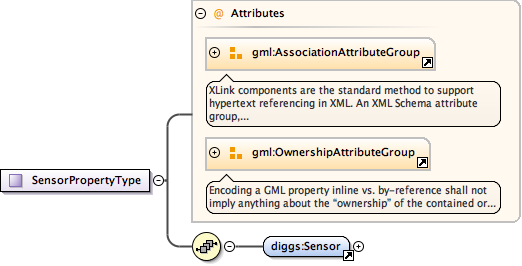 @ Attributes
gml:AssociationAttributeGroup
XLink components are the standard method to support
hypertext referencing in XML. An XML Schema attribute
group,...
gml:OwnershipAttributeGroup
SensorPropertyType
Encoding a GML property inline vs. by-reference shall not
imply anything about the “ownership” of the contained or...
diggs:Sensor